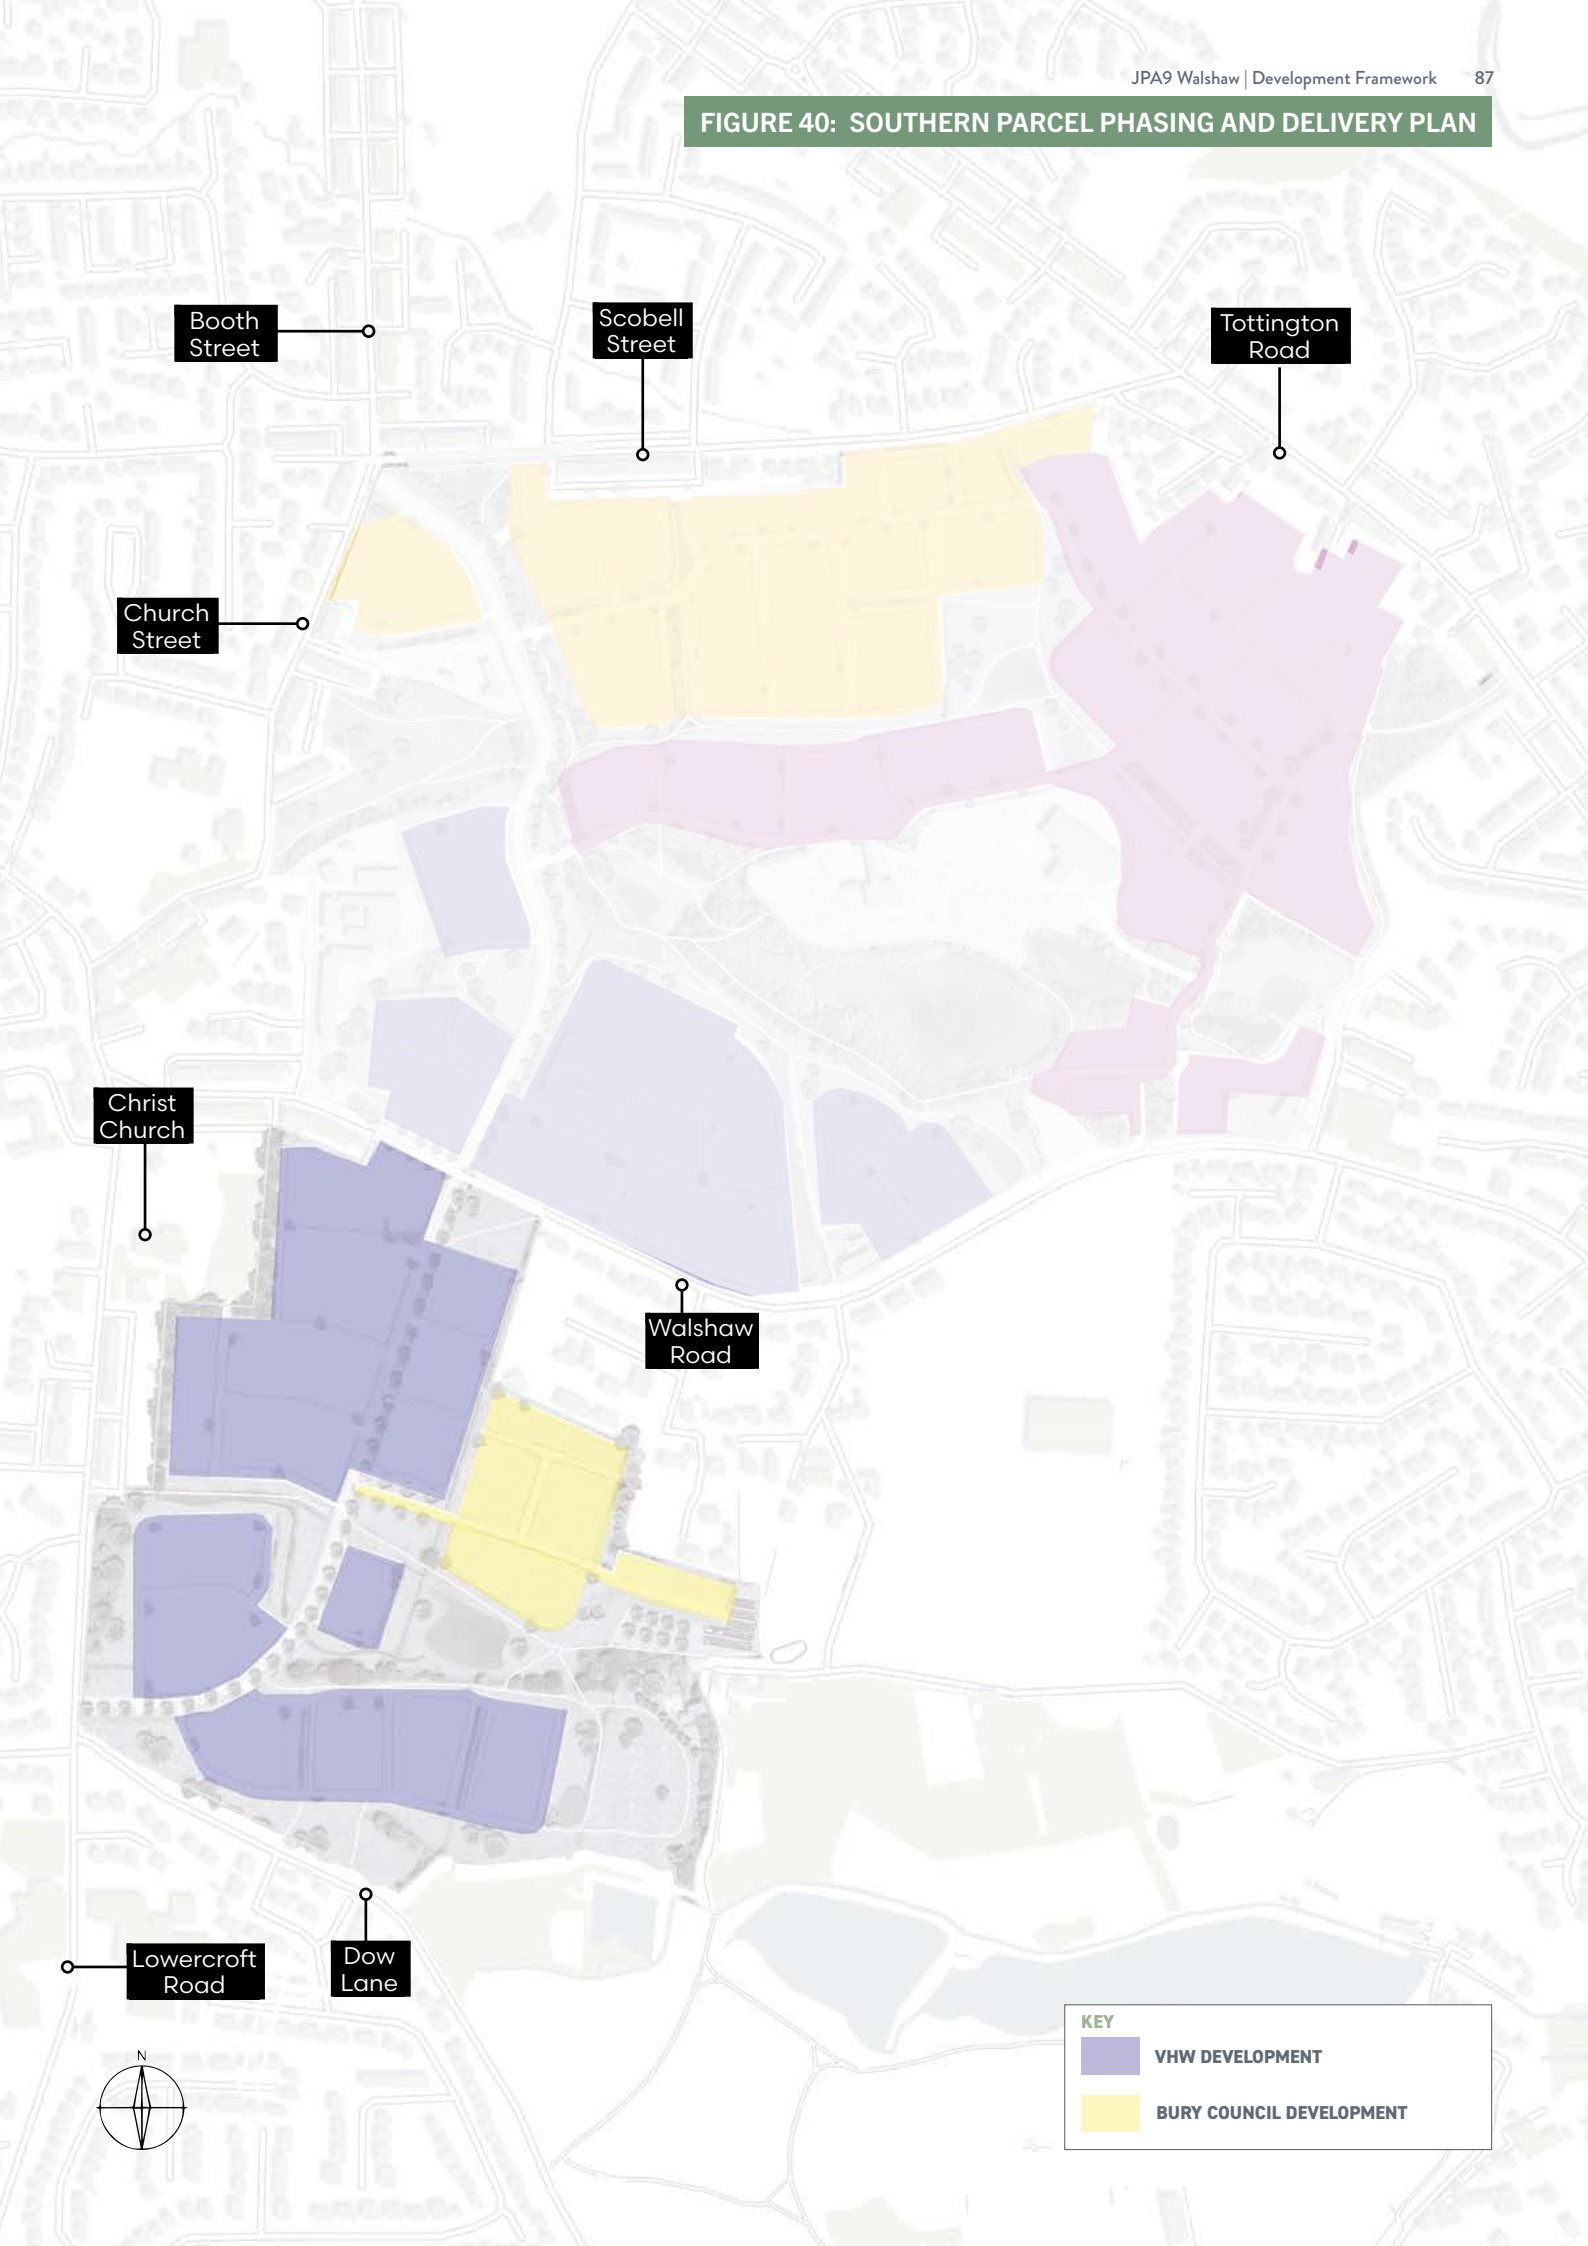 JPA9 Walshaw | Development Framework 87
FIGURE 40: SOUTHERN PARCEL PHASING AND DELIVERY PLAN
Booth
Street
Scobell
Street
Tottington
Road
Church
Street
Christ
Church
Walshaw
Road
Lowercroft
Road
Dow
Lane
N
KEY
VHW DEVELOPMENT
BURY COUNCIL DEVELOPMENT